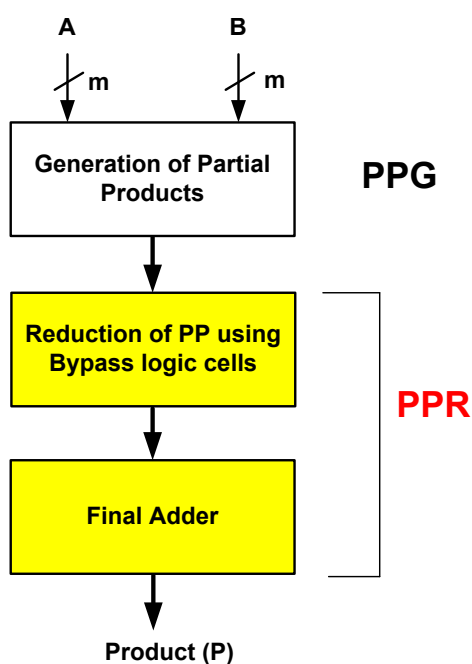 A
B
m
m
Generation of Partial
Products
PPG
Reduction of PP using
Bypass logic cells
PPR
Final Adder
Product (P)